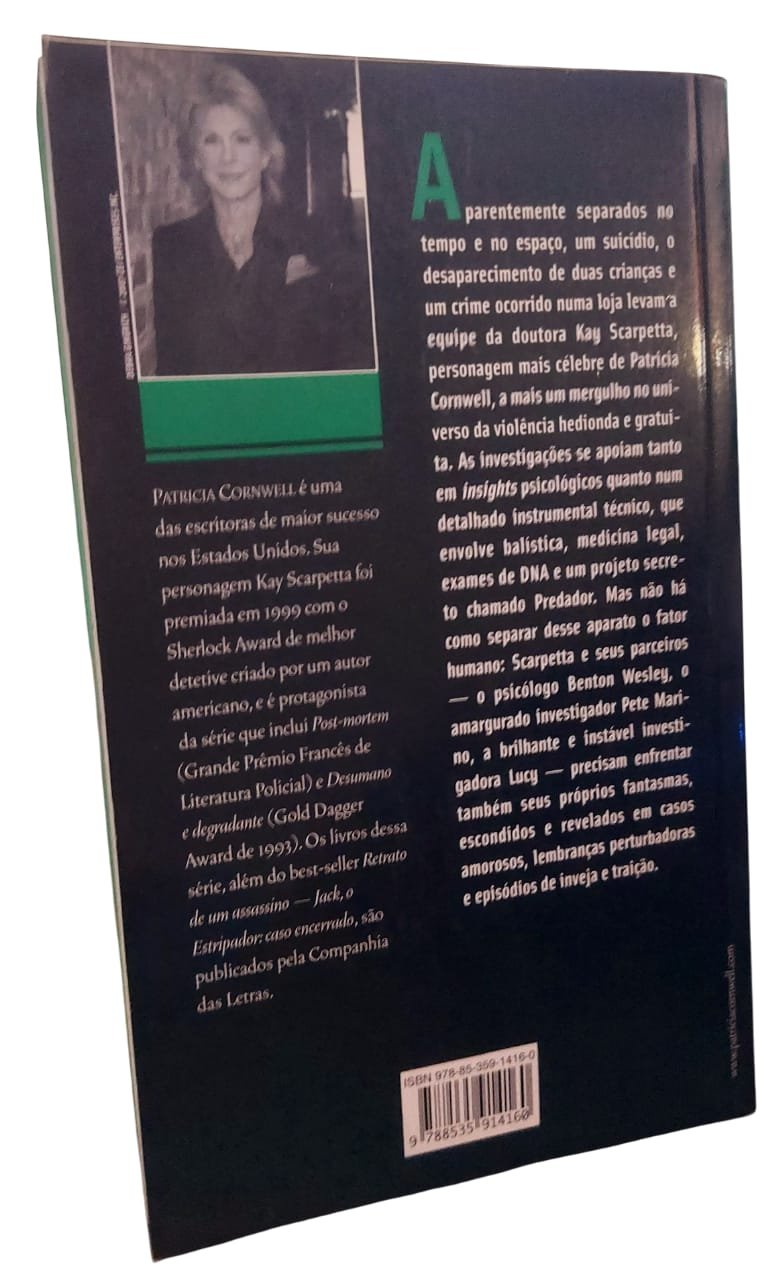 PATRICIA CORNWELL é uma
das escritoras de maior sucesso
nos Estados Unidos. Sua
personagem Kay Scarpetta foi
premiada em 1999 com o
Sherlock Award de melhor
detetive criado por um autor
americano, e é protagonista
da série que inclui Post-mortem
(Grande Prêmio Francês de
Literatura Policial) e Desumano
e degradante (Gold Dagger
Award de 1993). Os livros dessa
série, além do best-seller Retrato
de um assassino — Jack, o
Estripador: caso encerrado, são
publicados pela Companhia
das Letras.
Aparentemente separados no
tempo e no espaço, um suicídio, o
desaparecimento de duas crianças e
um crime ocorrido numa loja levam a
equipe da doutora Kay Scarpetta,
personagem mais célebre de Patricia
Cornwell, a mais um mergulho no uni-
verso da violência hedionda e gratui-
ta. As investigações se apoiam tanto
em insights psicológicos quanto num
detalhado instrumental técnico, que
envolve balística, medicina legal,
exames de DNA e um projeto secre-
to chamado Predador. Mas não há
como separar desse aparato o fator
humano: Scarpetta e seus parceiros
— o psicólogo Benton Wesley, o
amargurado investigador Pete Mari-
no, a brilhante e instável investi-
gadora Lucy — precisam enfrentar
também seus próprios fantasmas,
escondidos e revelados em casos
amorosos, lembranças perturbadoras
e episódios de inveja e traição.
www.patriciacornwell.com
ISBN 978-85-359-1416-0
9 788535 914160